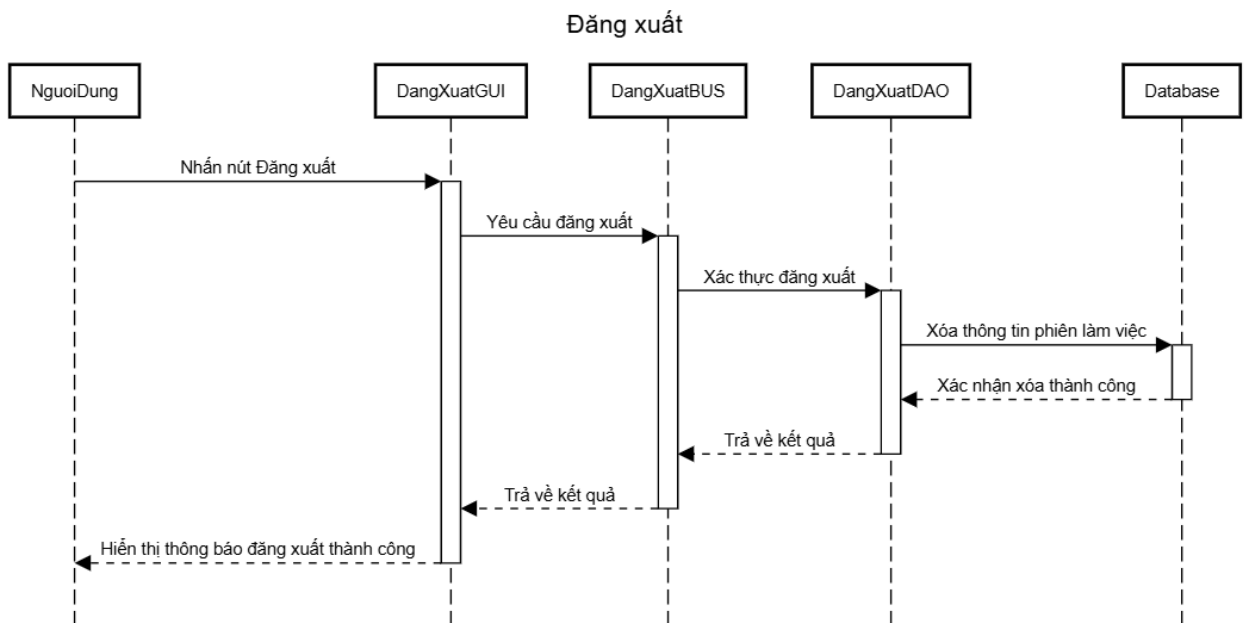 Đăng xuất
NguoiDung
DangXuatGUI
DangXuatBUS
DangXuatDAO
Database
Nhấn nút Đăng xuất
Yêu cầu đăng xuất
Xác thực đăng xuất
Xóa thông tin phiên làm việc
Xác nhận xóa thành công
Trả về kết quả
Trả về kết quả
Hiển thị thông báo đăng xuất thành công